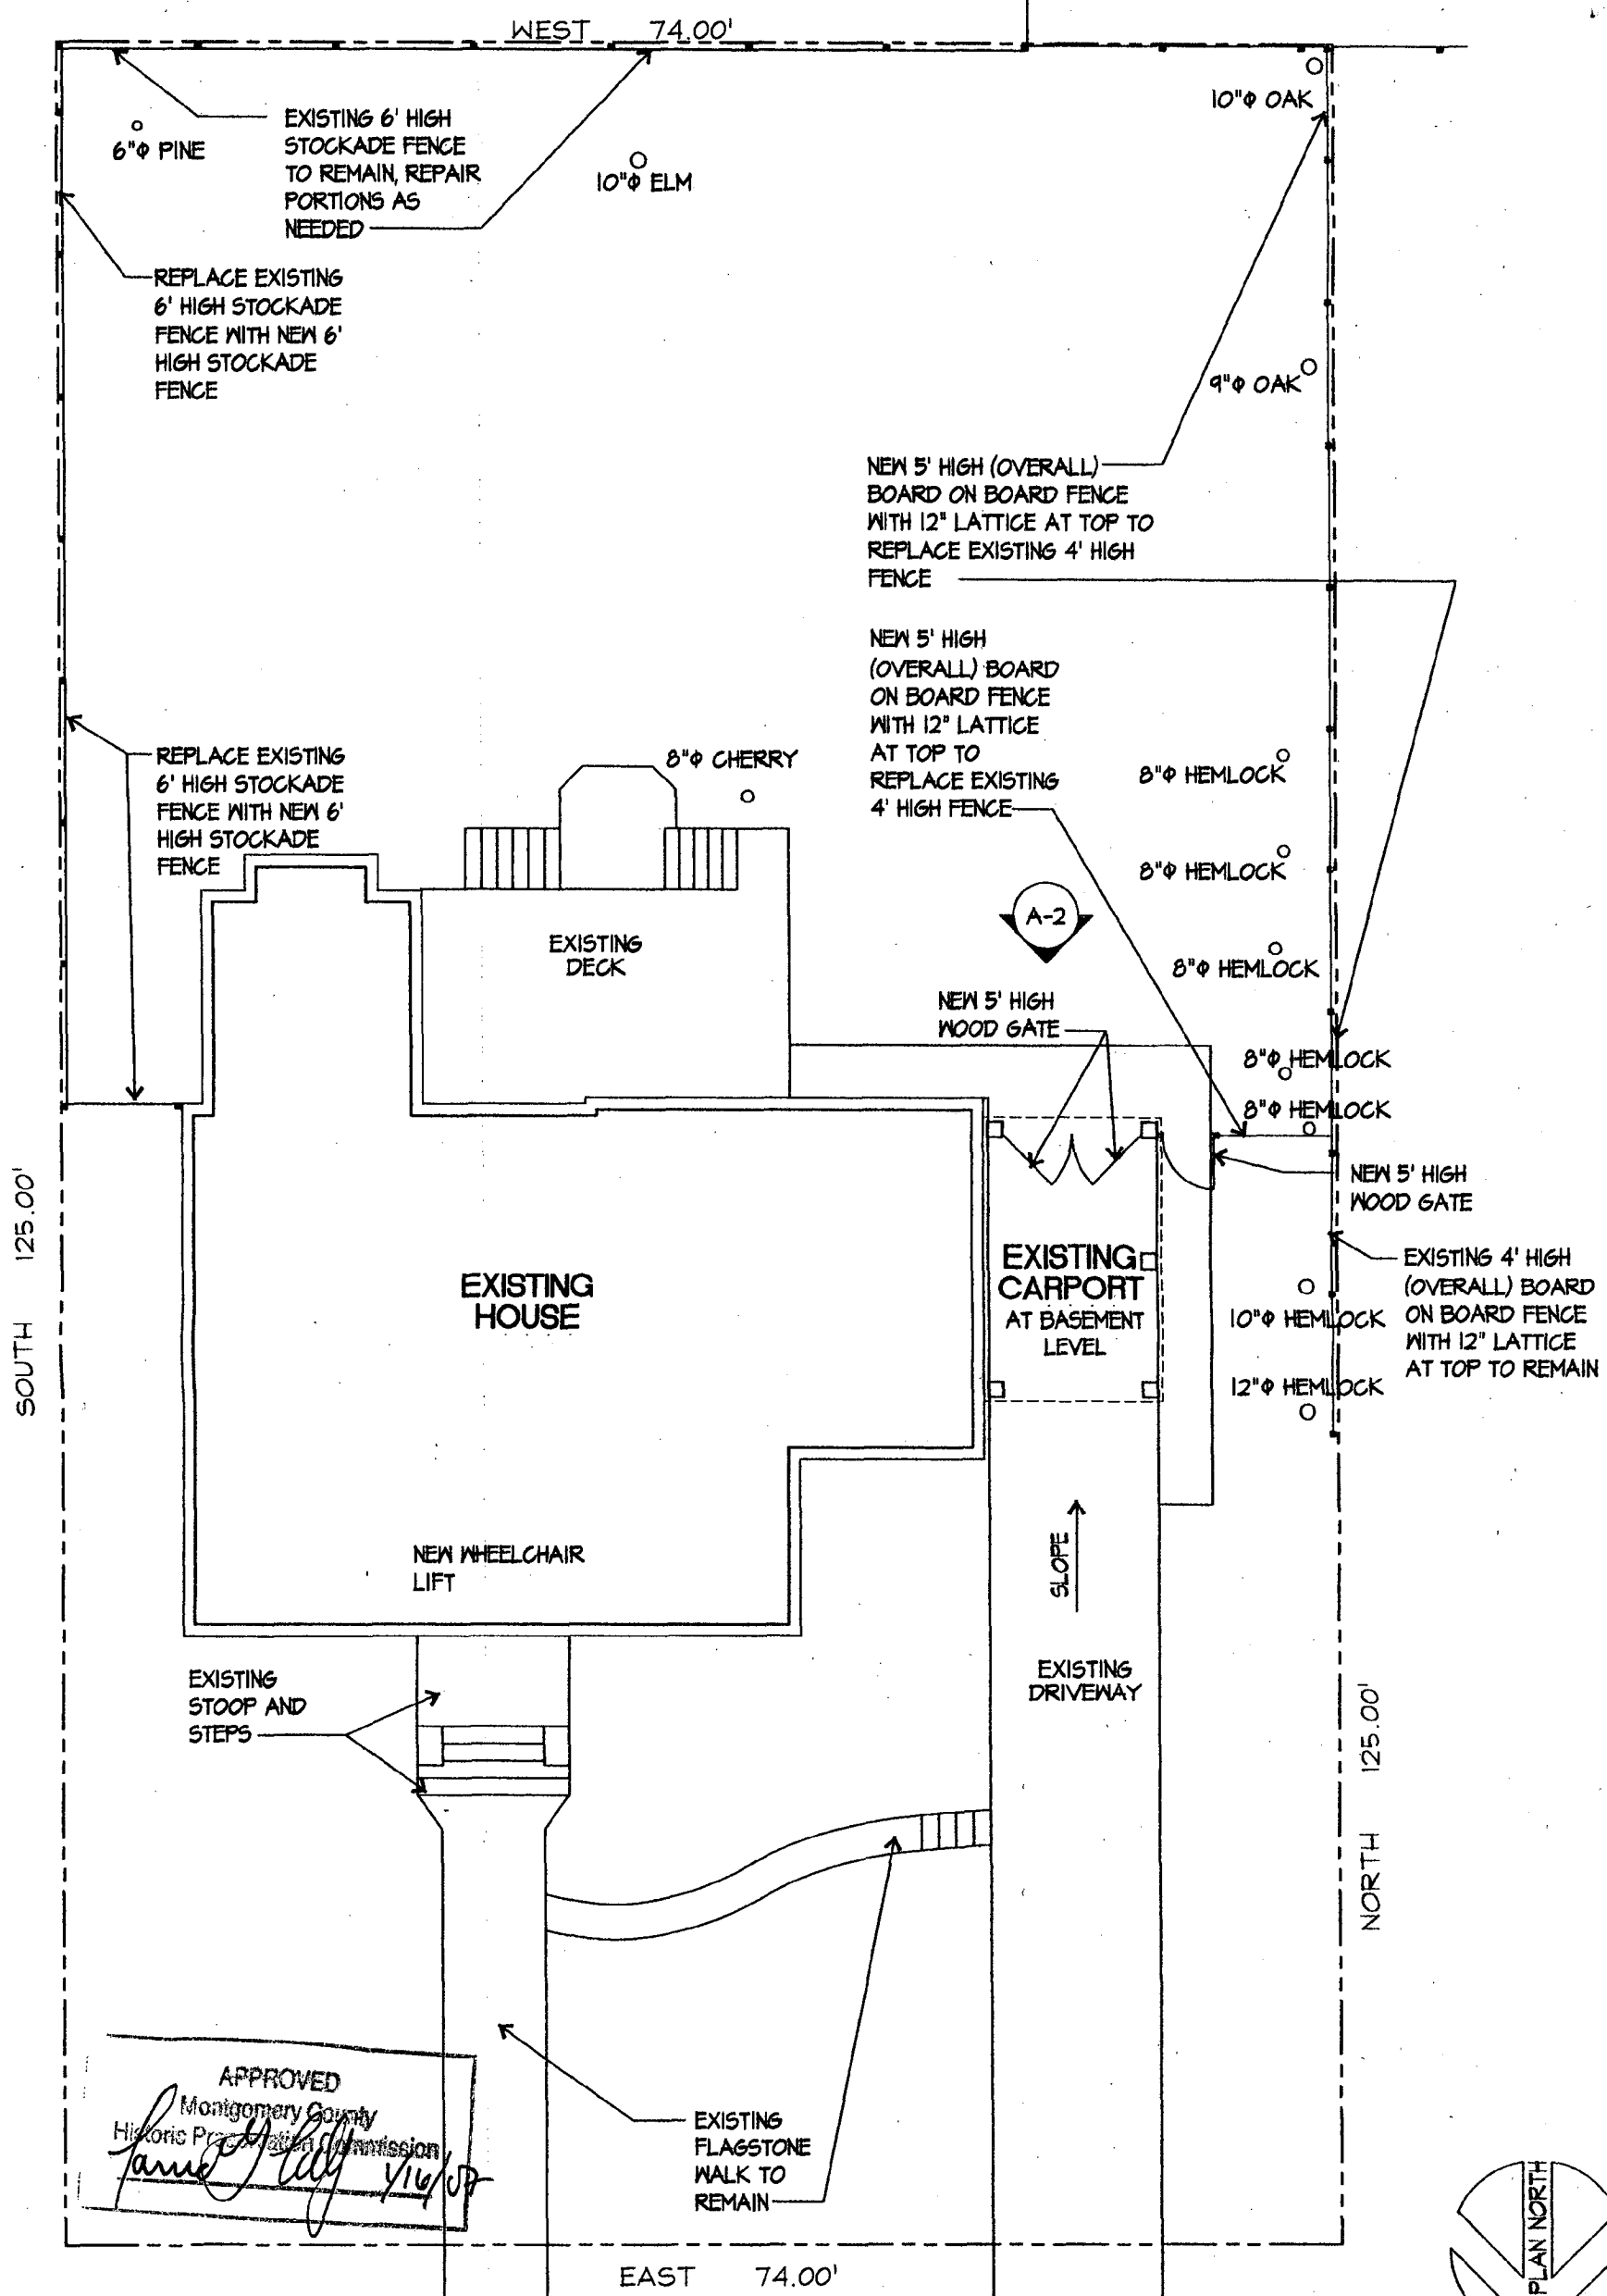 WEST 74.00'
10"Φ OAK
6"Φ PINE
EXISTING 6' HIGH
STOCKADE FENCE
TO REMAIN, REPAIR
PORTIONS AS
NEEDED
10"Φ ELM
REPLACE EXISTING
6' HIGH STOCKADE
FENCE WITH NEW 6'
HIGH STOCKADE
FENCE
9"Φ OAK
NEW 5' HIGH (OVERALL)
BOARD ON BOARD FENCE
WITH 12" LATTICE AT TOP TO
REPLACE EXISTING 4' HIGH
FENCE
NEW 5' HIGH
(OVERALL) BOARD
ON BOARD FENCE
WITH 12" LATTICE
AT TOP TO
REPLACE EXISTING
4' HIGH FENCE
REPLACE EXISTING
6' HIGH STOCKADE
FENCE WITH NEW 6'
HIGH STOCKADE
FENCE
8"Φ CHERRY
8"Φ HEMLOCK
8"Φ HEMLOCK
A-2
EXISTING
DECK
8"Φ HEMLOCK
NEW 5' HIGH
WOOD GATE
8"Φ HEMLOCK
8"Φ HEMLOCK
NEW 5' HIGH
WOOD GATE
SOUTH 125.00'
EXISTING
HOUSE
EXISTING
CARPORT
AT BASEMENT
LEVEL
EXISTING 4' HIGH
(OVERALL) BOARD
ON BOARD FENCE
WITH 12" LATTICE
AT TOP TO REMAIN
10"Φ HEMLOCK
12"Φ HEMLOCK
NEW WHEELCHAIR
LIFT
SLOPE
EXISTING
STOOP AND
STEPS
EXISTING
DRIVEWAY
NORTH 125.00'
APPROVED
Montgomery County
Historic Preservation Commission
1/16/07
EXISTING
FLAGSTONE
WALK TO
REMAIN
PLAN NORTH
EAST 74.00'